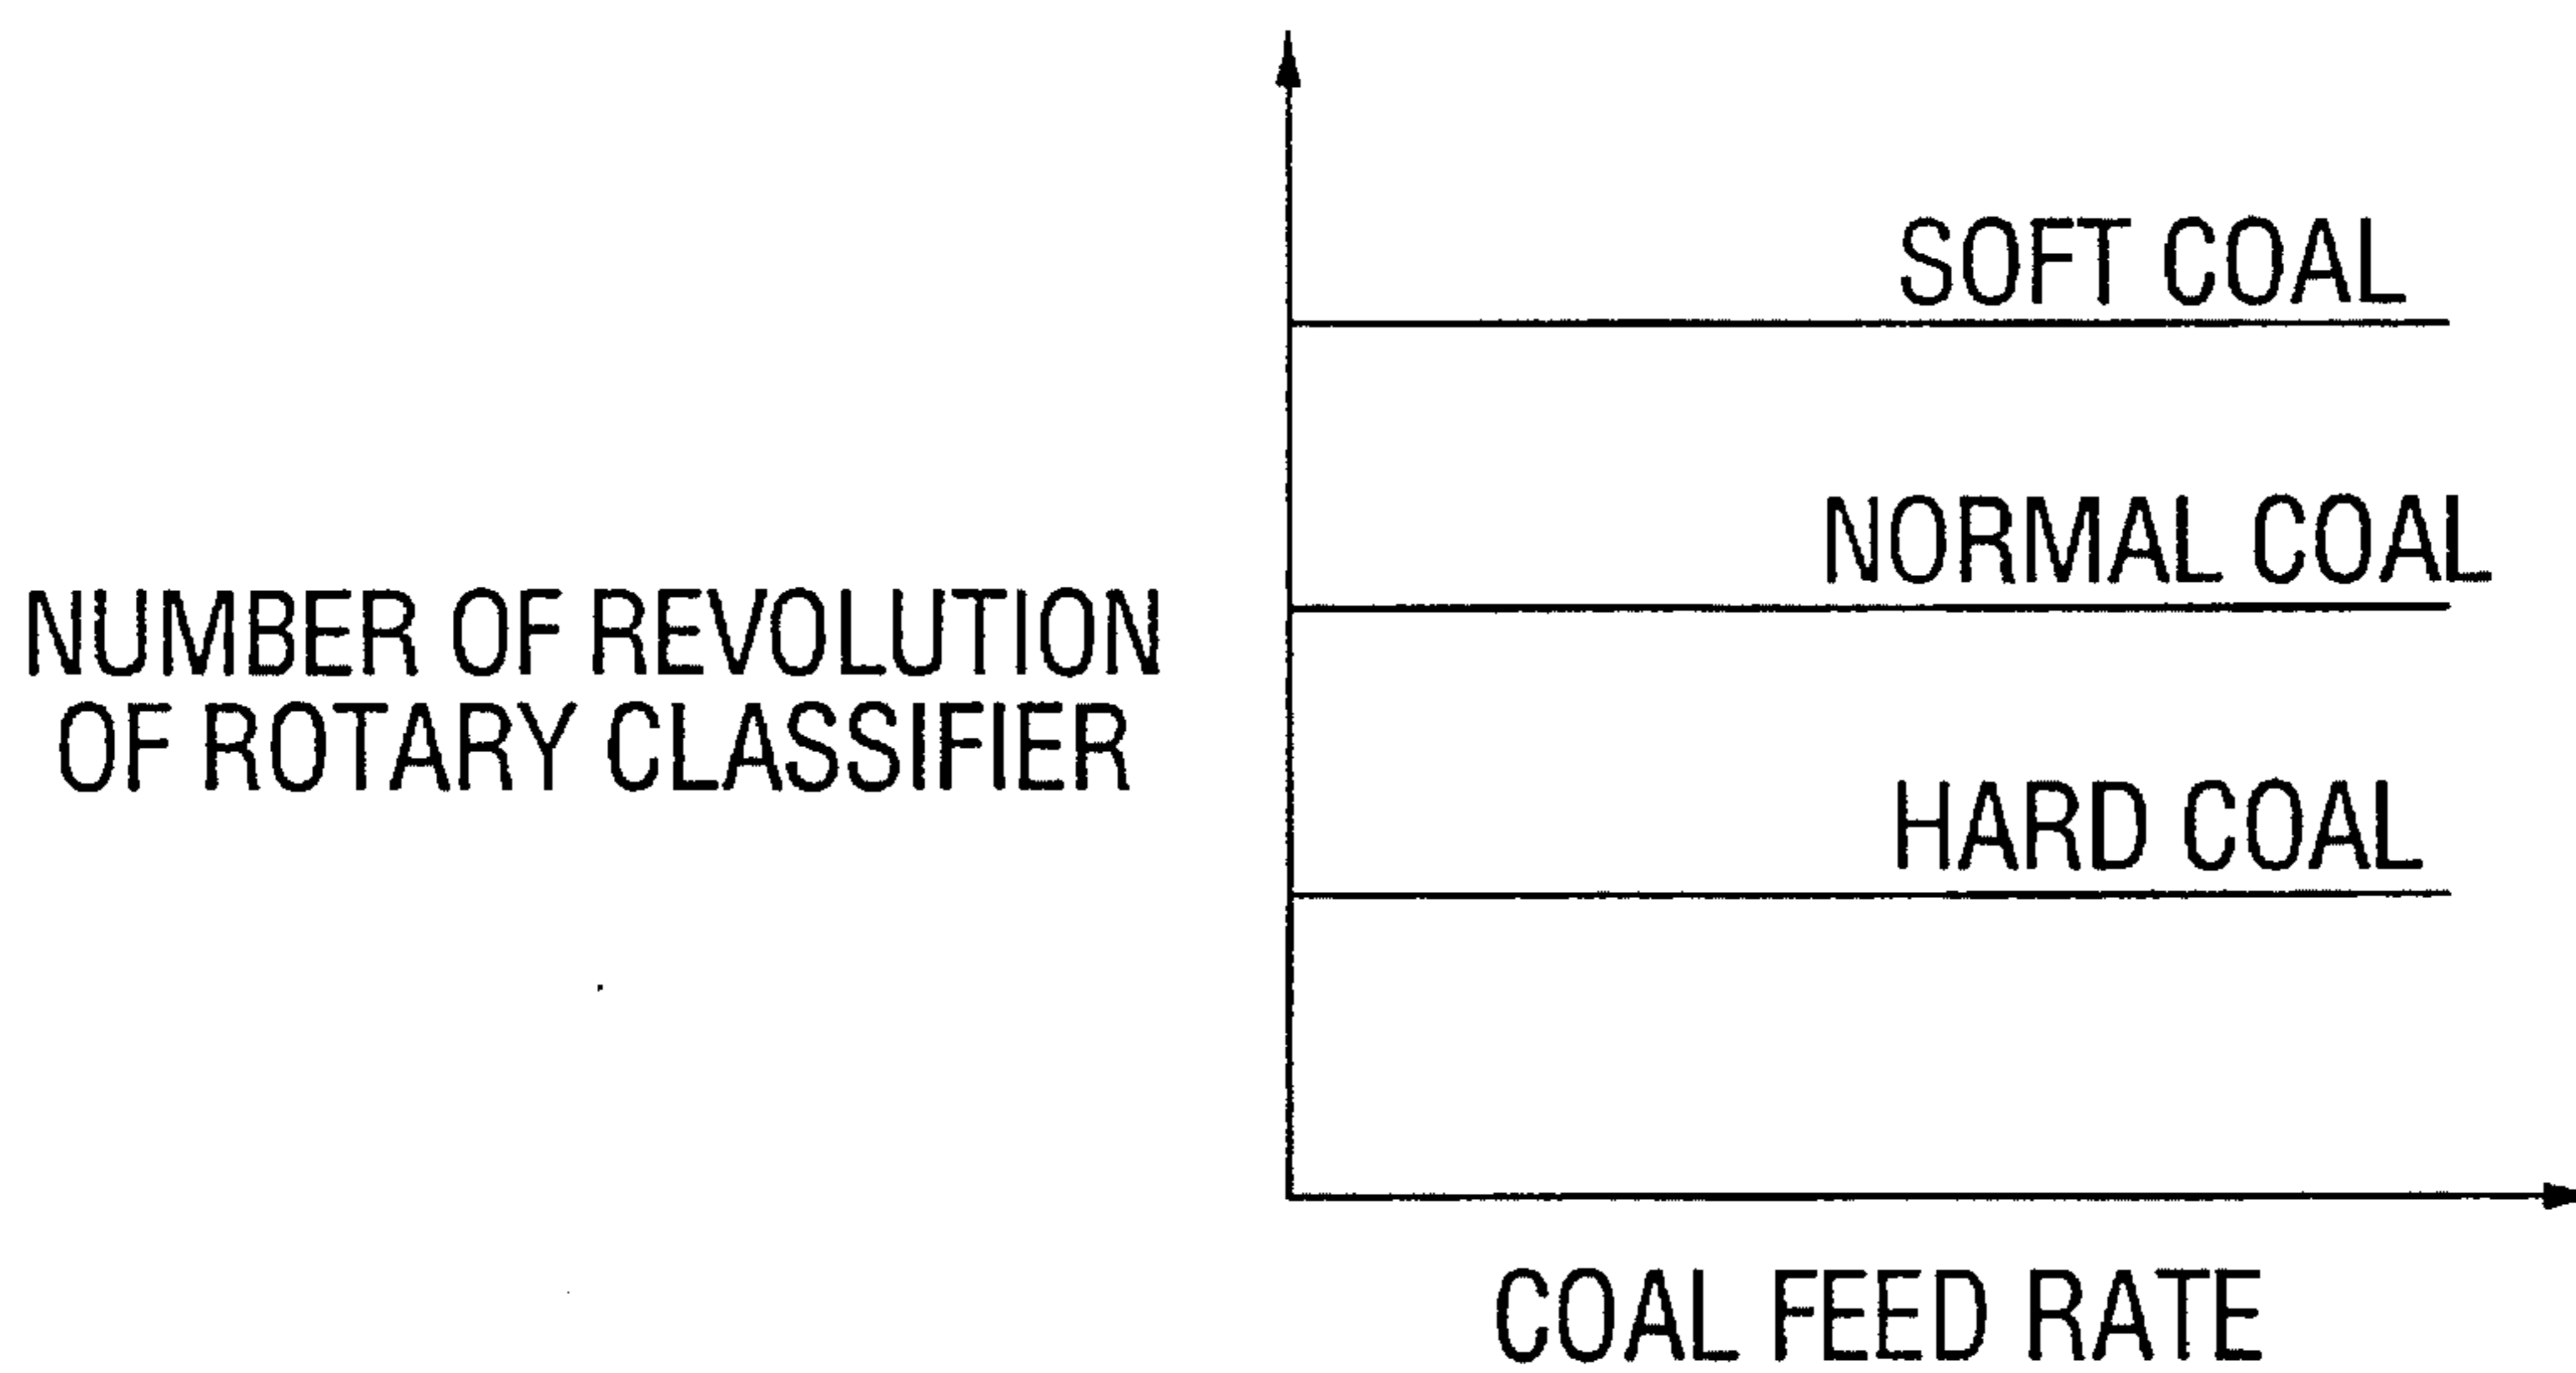 SOFT COAL
NORMAL COAL
NUMBER OF REVOLUTION
OF ROTARY CLASSIFIER
HARD COAL
COAL FEED RATE